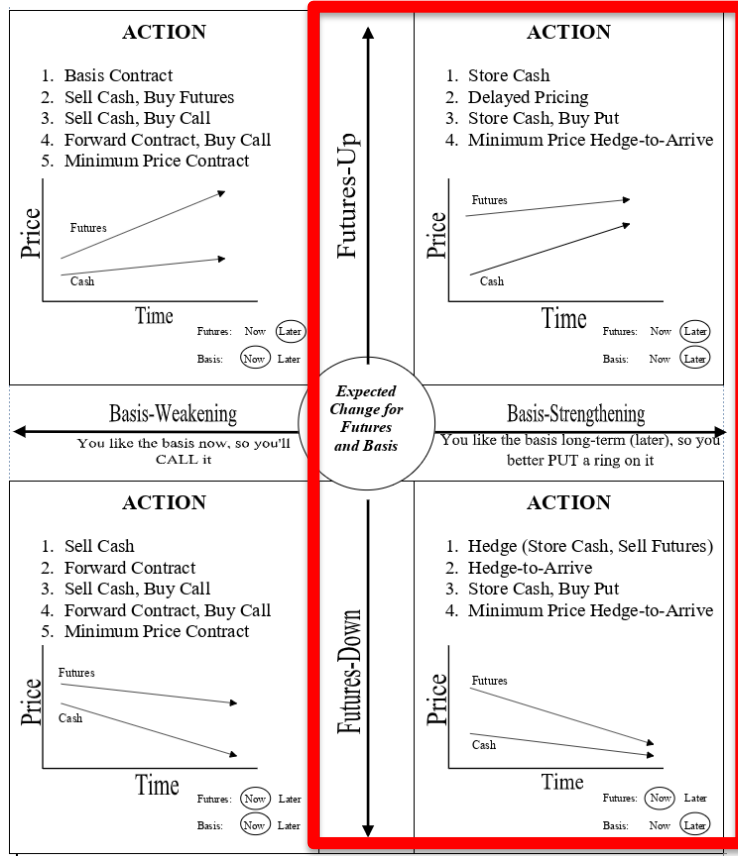 ACTION
1. Basis Contract
2. Sell Cash, Buy Futures
3. Sell Cash, Buy Call
4. Forward Contract, Buy Call
5. Minimum Price Contract
Price
Futures
Cash
Time
Futures: Now Later
Basis: Now Later
Futures-Up
ACTION
1. Store Cash
2. Delayed Pricing
3. Store Cash, Buy Put
4. Minimum Price Hedge-to-Arrive
Price
Futures
Cash
Time
Futures: Now Later
Basis: Now Later
Basis-Weakening
You like the basis now, so you'll
CALL it
Expected
Change for
Futures
and Basis
Basis-Strengthening
You like the basis long-term (later), so you
better PUT a ring on it
ACTION
1. Sell Cash
2. Forward Contract
3. Sell Cash, Buy Call
4. Forward Contract, Buy Call
5. Minimum Price Contract
Price
Futures
Cash
Time
Futures: Now Later
Basis: Now Later
Futures-Down
ACTION
1. Hedge (Store Cash, Sell Futures)
2. Hedge-to-Arrive
3. Store Cash, Buy Put
4. Minimum Price Hedge-to-Arrive
Price
Futures
Cash
Time
Futures: Now Later
Basis: Now Later